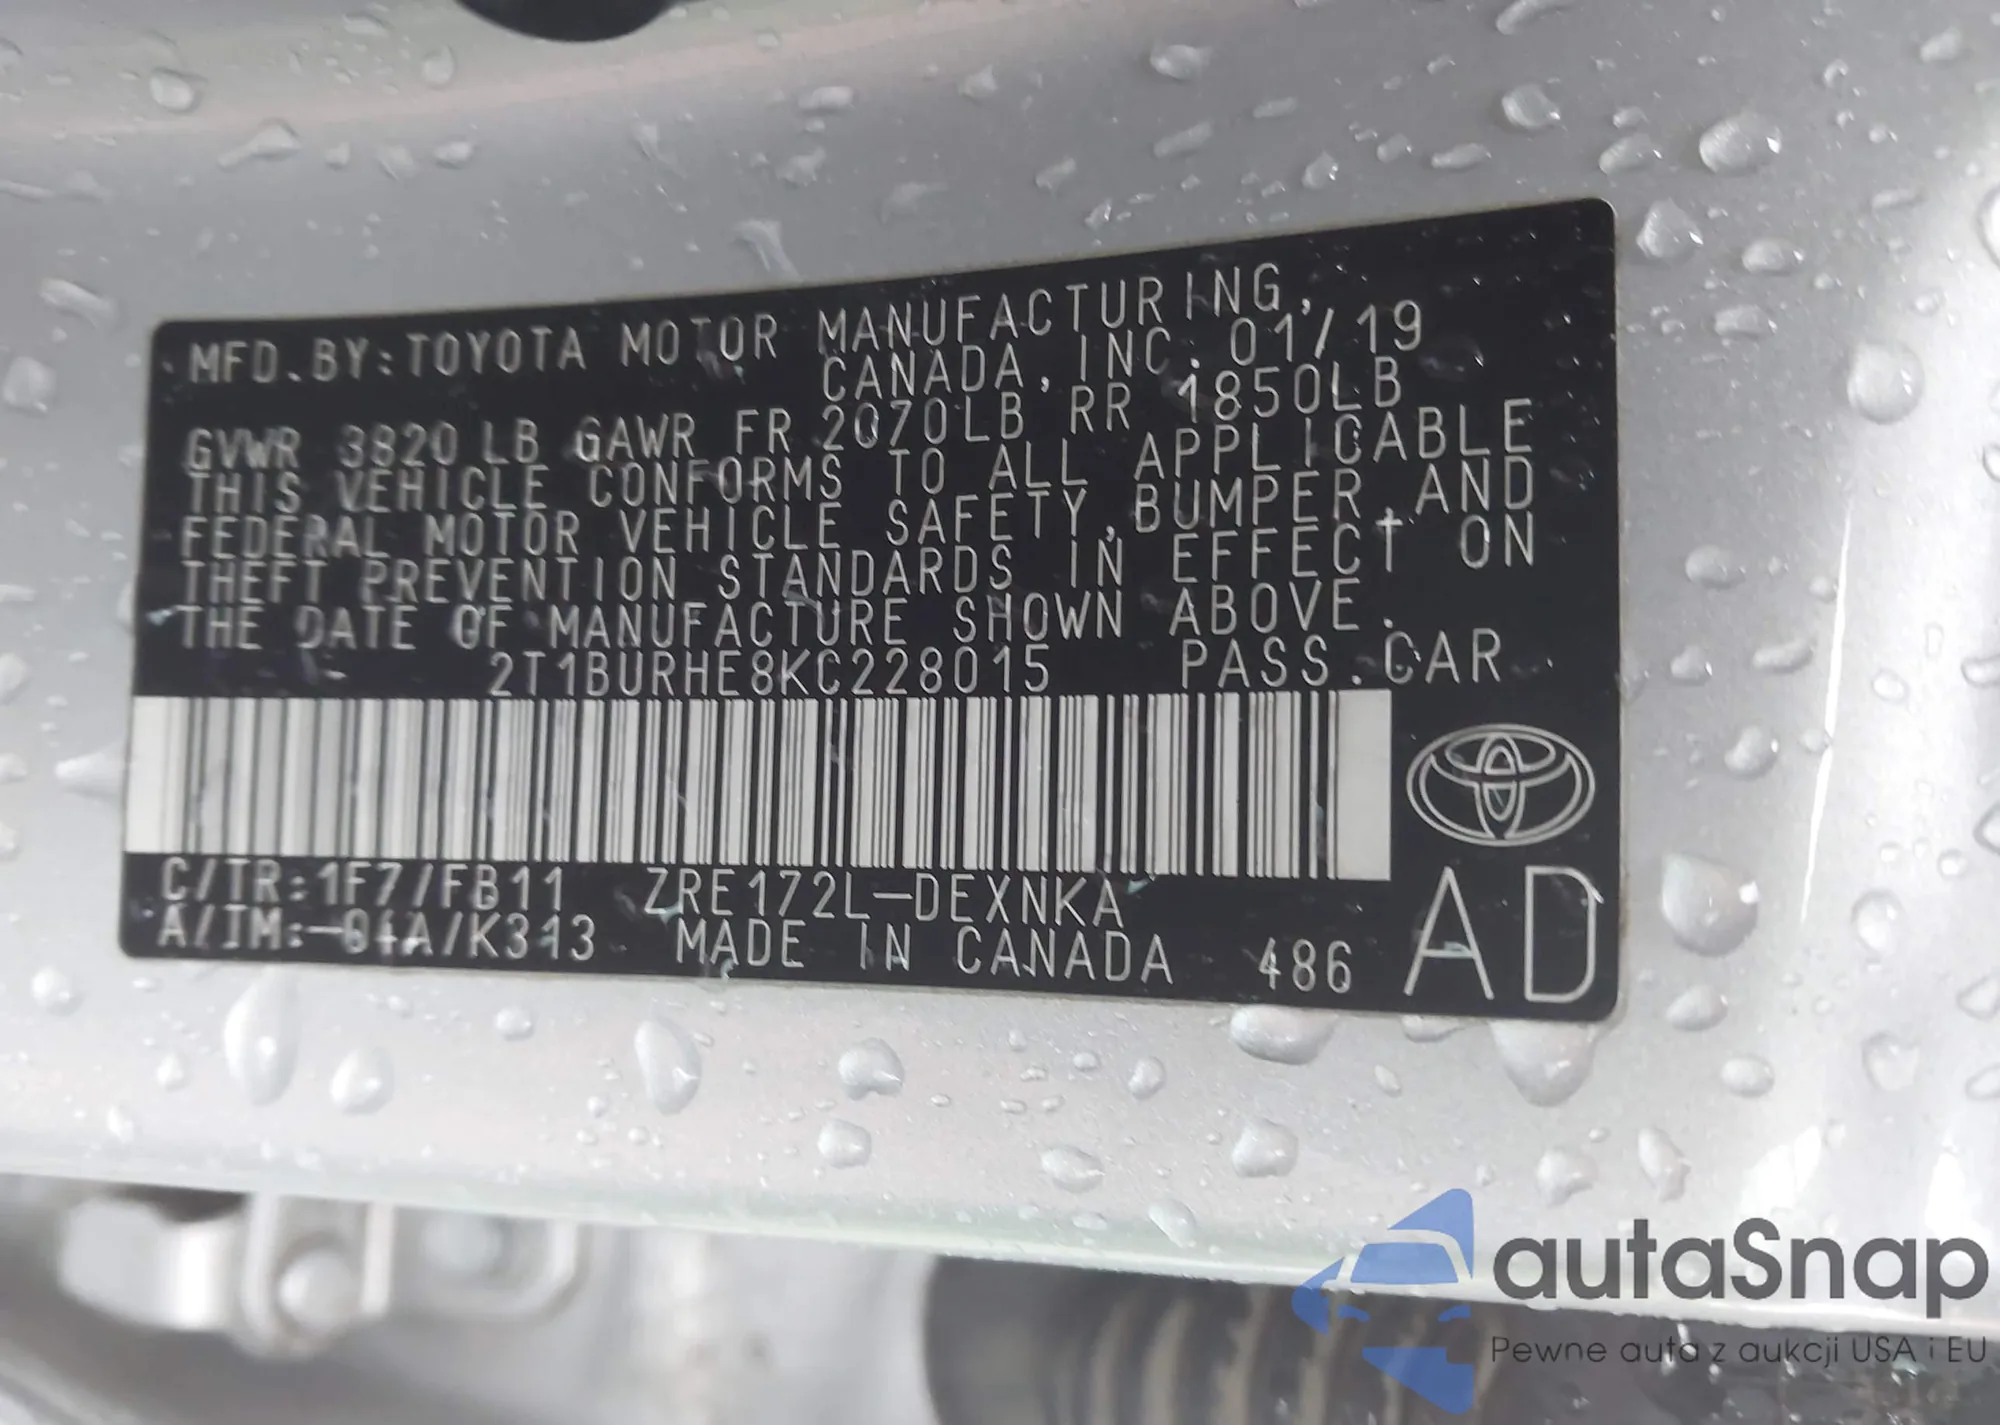 MFD.BY:TOYOTA MOTOR MANUFACTURING,
CANADA, INC. 01/19
GVWR 3820 LB GAWR FR 2070LB RR 1850LB
THIS VEHICLE CONFORMS TO ALL APPLICABLE
FEDERAL MOTOR VEHICLE SAFETY, BUMPER, AND
THEFT PREVENTION STANDARDS IN EFFECT ON
THE DATE OF MANUFACTURE SHOWN ABOVE.
2T1BURHE8KC228015 PASS.CAR
C/TR:1F7/FB11 ZRE172L-DEXNKA
A/TM:-04A/K313 MADE IN CANADA 486 AD
autaSnap
Pewne auta z aukcji USA i EU